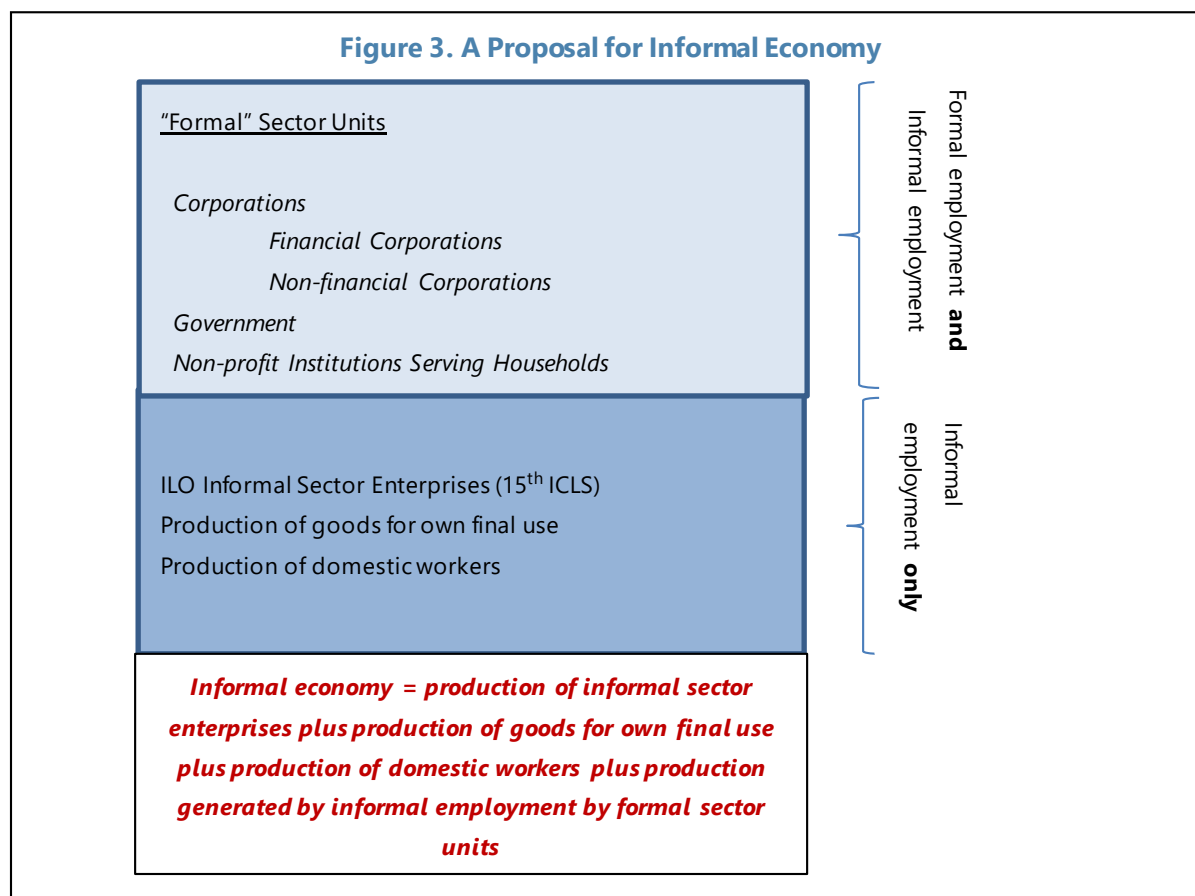 Figure 3. A Proposal for Informal Economy
“Formal” Sector Units
Corporations
Financial Corporations
Non-financial Corporations
Government
Non-profit Institutions Serving Households
Formal employment and
Informal employment
ILO Informal Sector Enterprises (15th ICLS)
Production of goods for own final use
Production of domestic workers
Informal
employment only
Informal economy = production of informal sector
enterprises plus production of goods for own final use
plus production of domestic workers plus production
generated by informal employment by formal sector
units